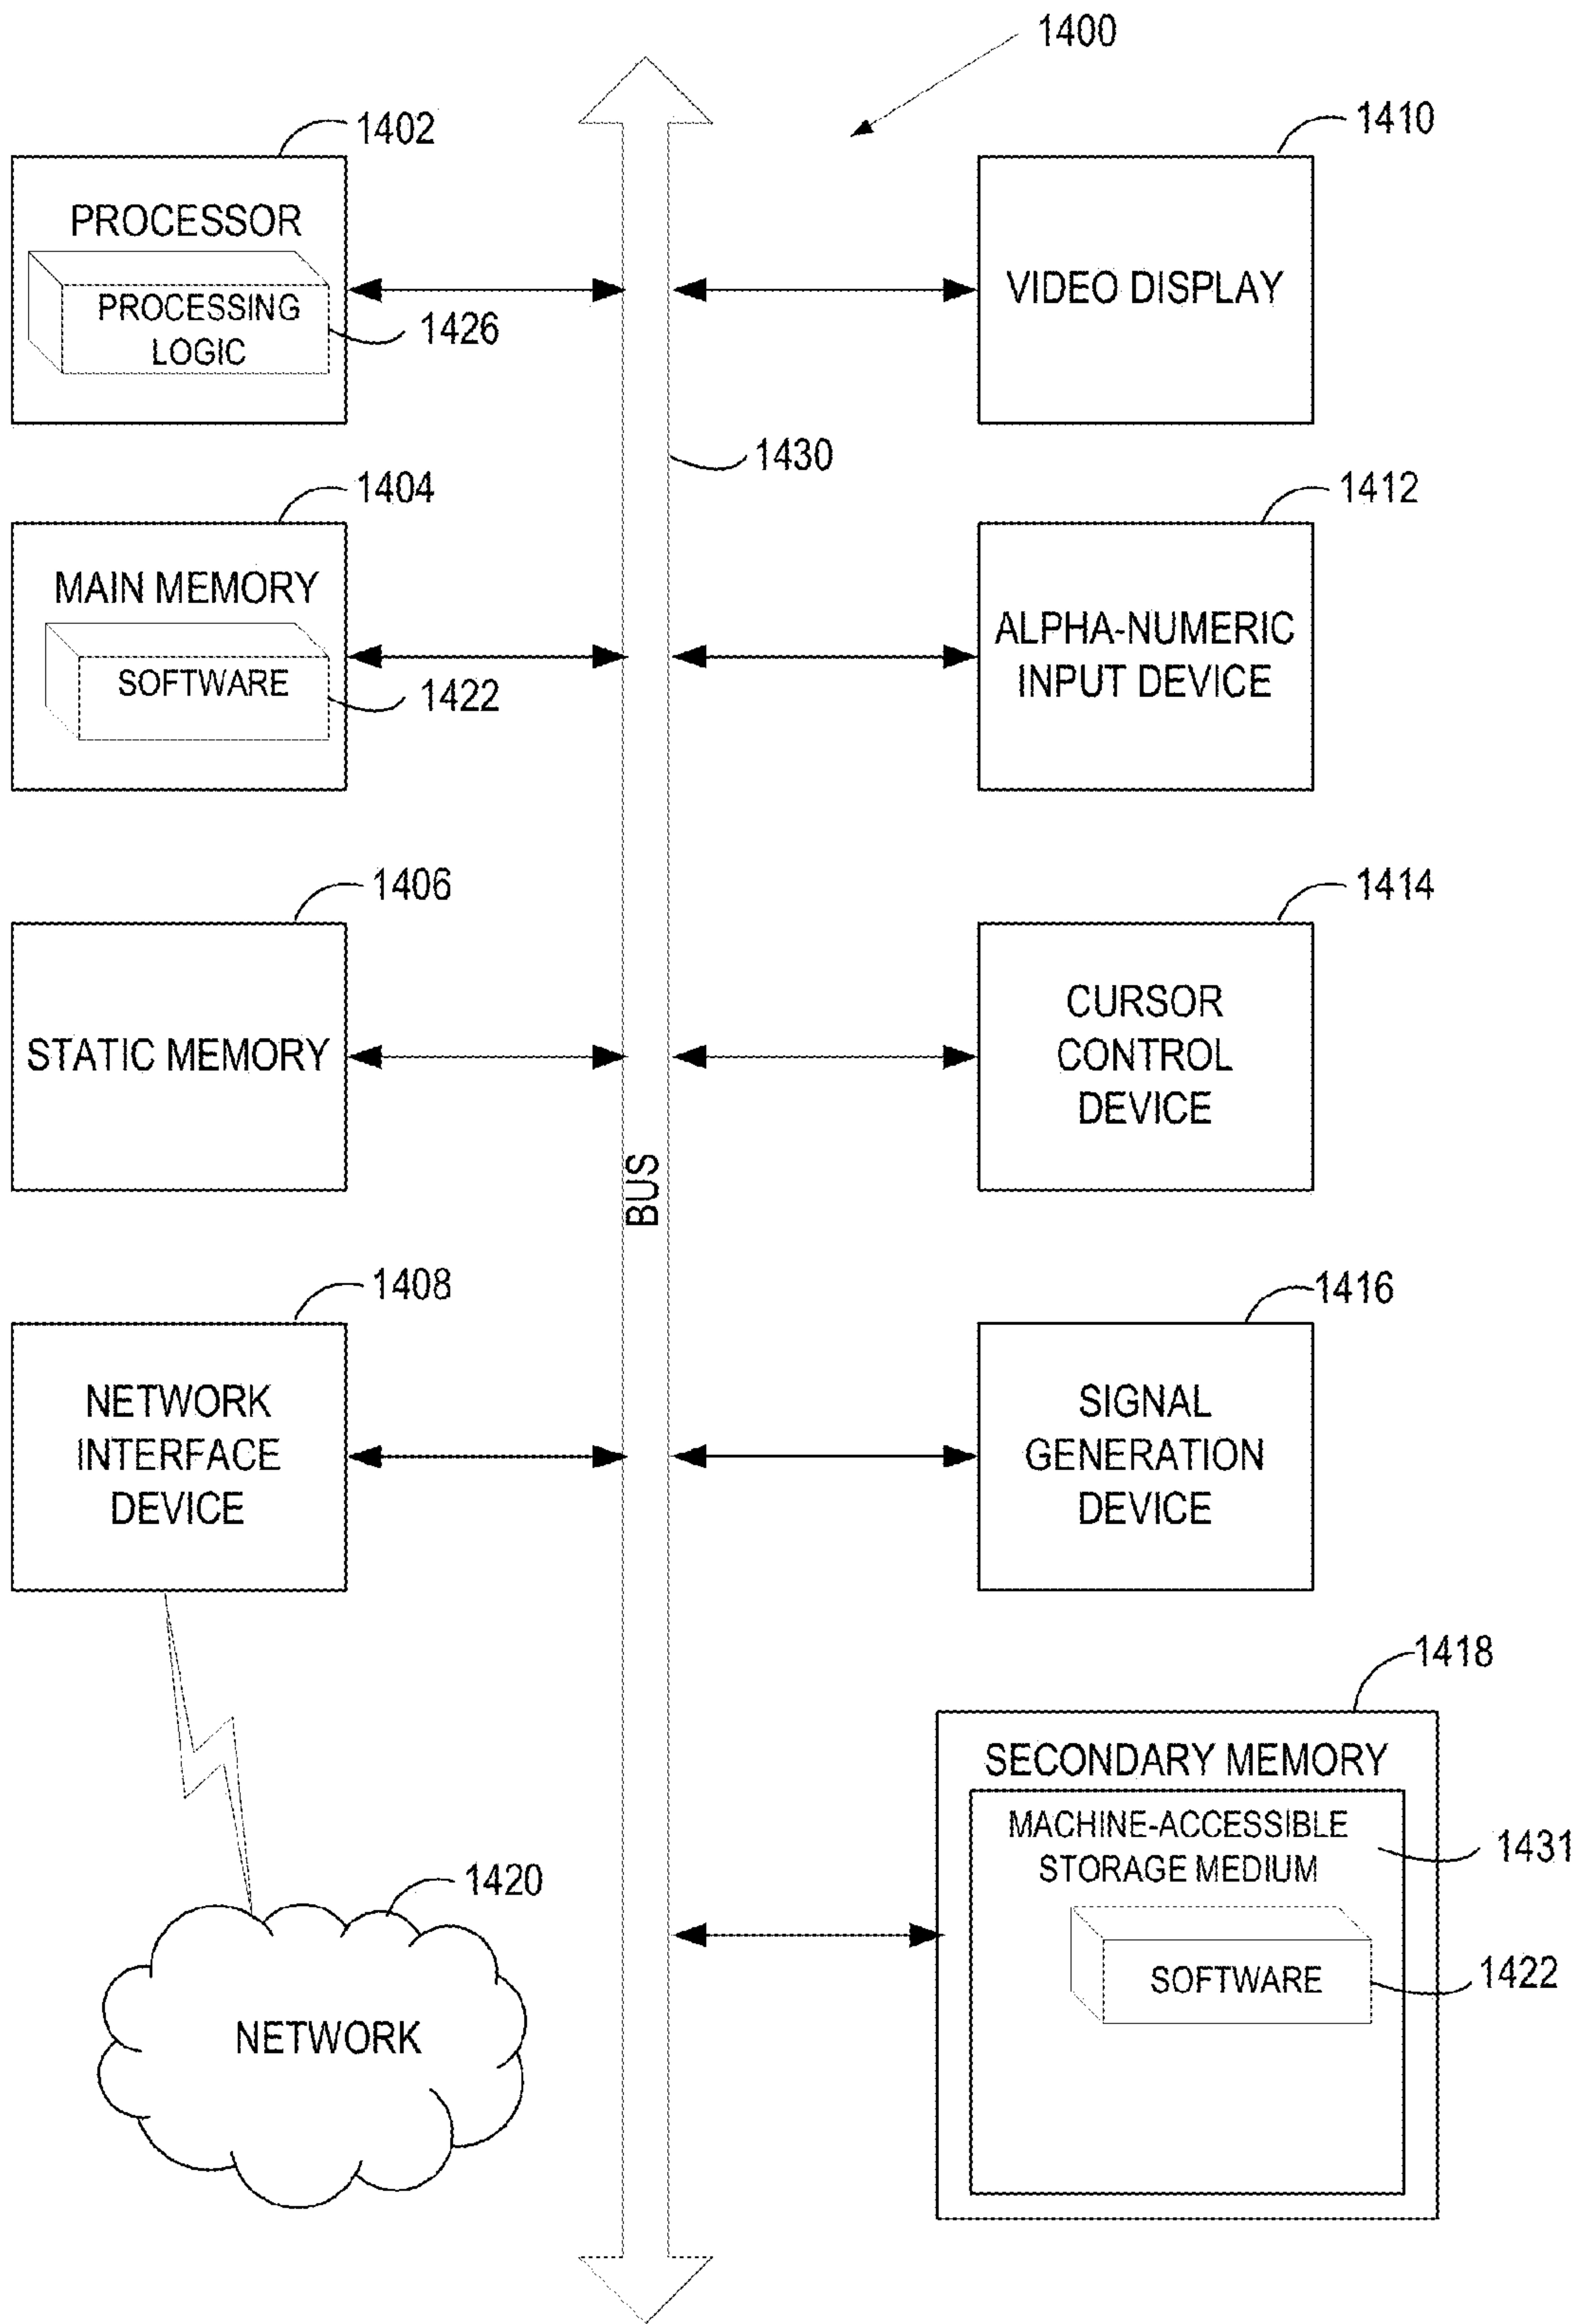 1400
1402
PROCESSOR
PROCESSING
LOGIC
1426
1410
VIDEO DISPLAY
1430
1404
MAIN MEMORY
SOFTWARE
1422
1412
ALPHA-NUMERIC
INPUT DEVICE
1406
STATIC MEMORY
1414
CURSOR
CONTROL
DEVICE
BUS
1408
NETWORK
INTERFACE
DEVICE
1416
SIGNAL
GENERATION
DEVICE
1420
NETWORK
1418
SECONDARY MEMORY
MACHINE-ACCESSIBLE
STORAGE MEDIUM
1431
SOFTWARE
1422